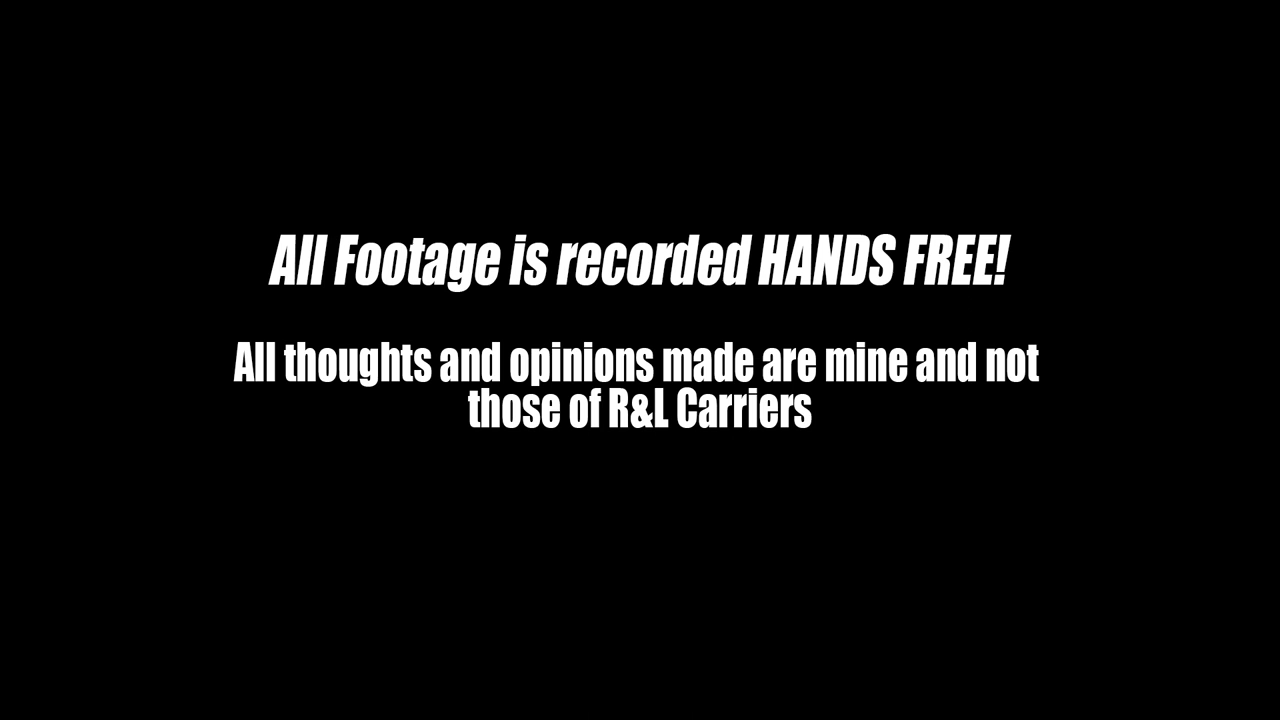 All Footage is recorded HANDS FREE!
All thoughts and opinions made are mine and not
those of R&L Carriers